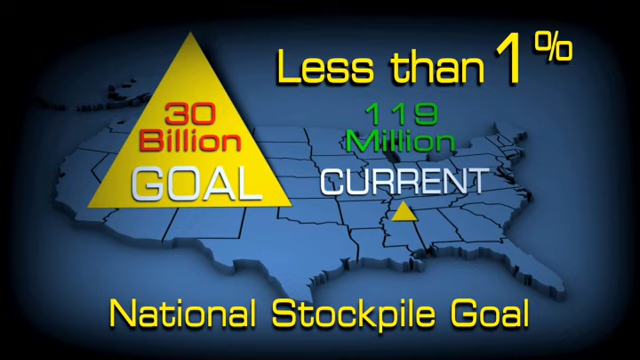 Less than 1%
30
Billion
GOAL
119
Million
CURRENT
National Stockpile Goal